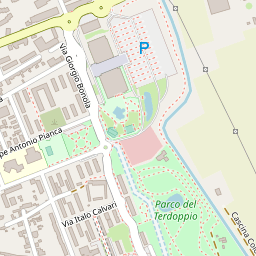 P
Via Giorgio Bonola
pe Antonio Pianca
Parco del
Terdoppio
Via Italo Calvari
Cascina Co